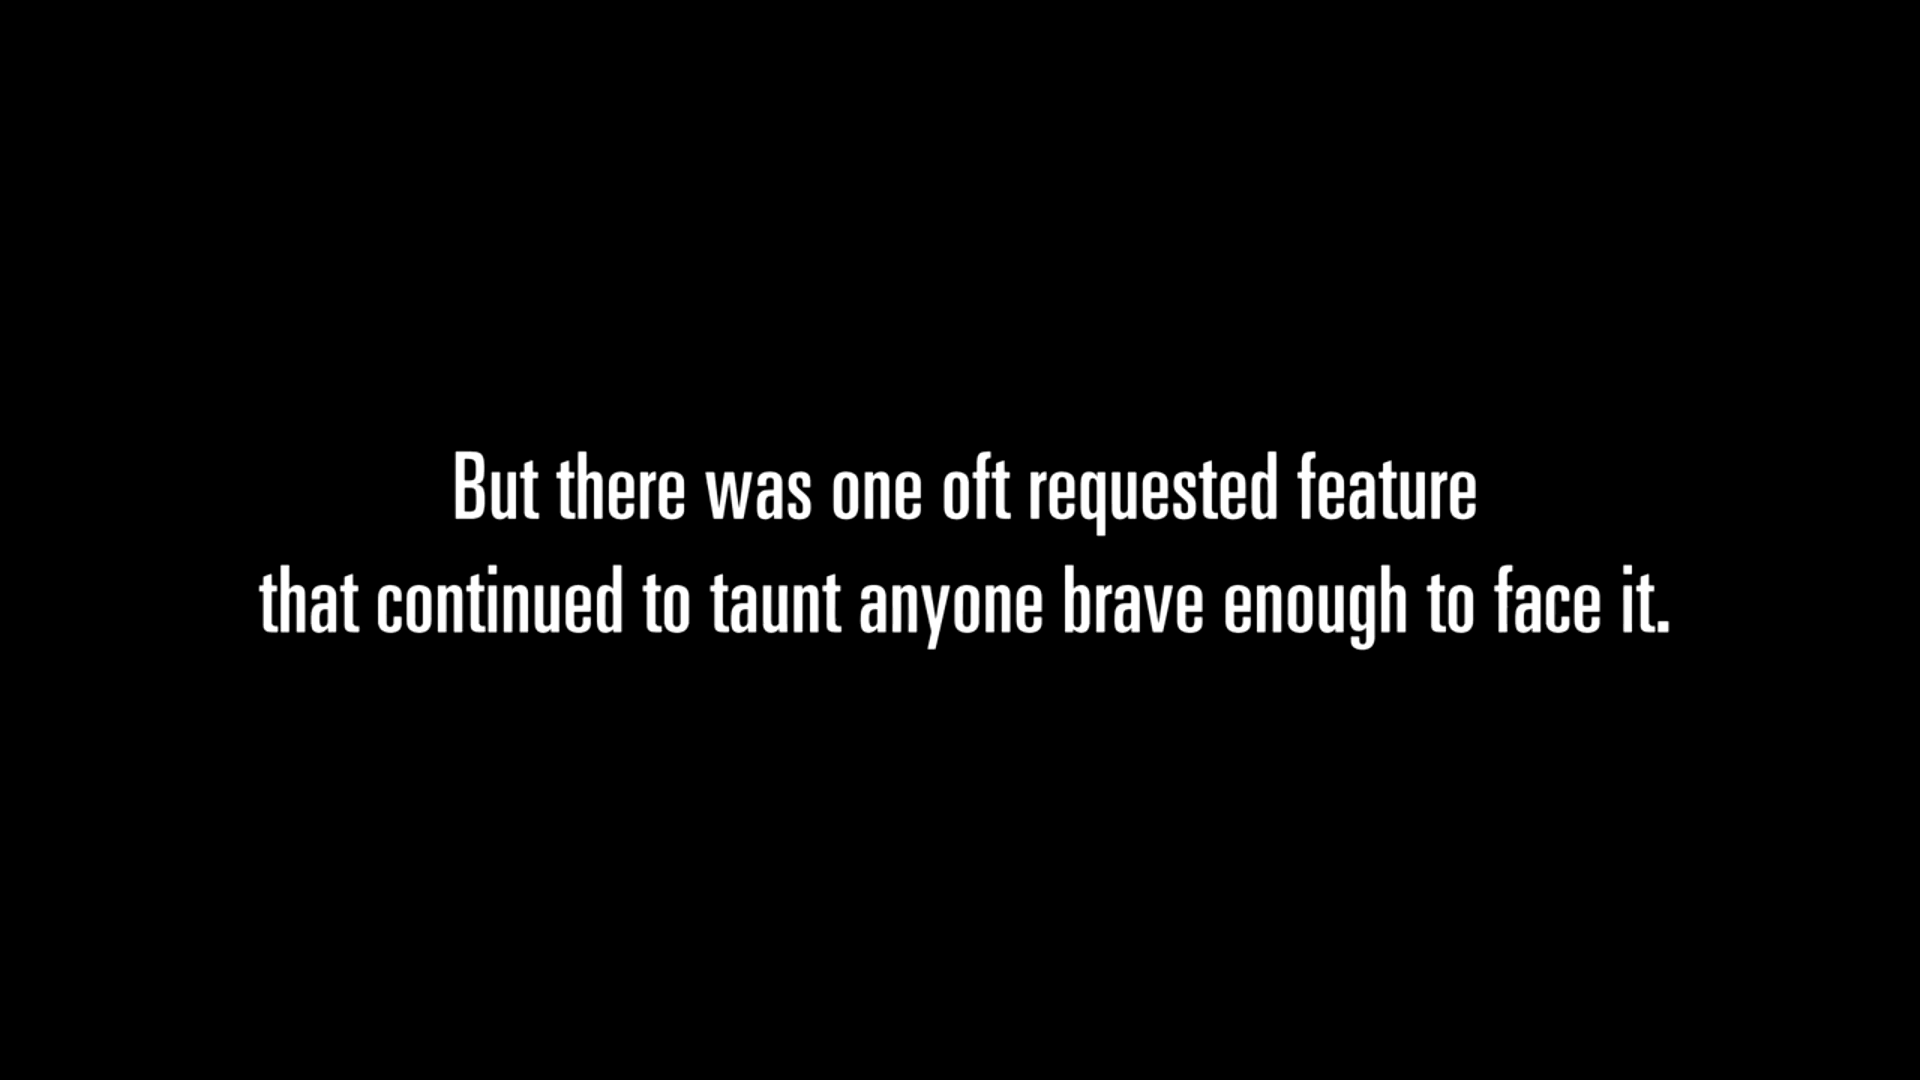 But there was one oft requested feature
that continued to taunt anyone brave enough to face it.